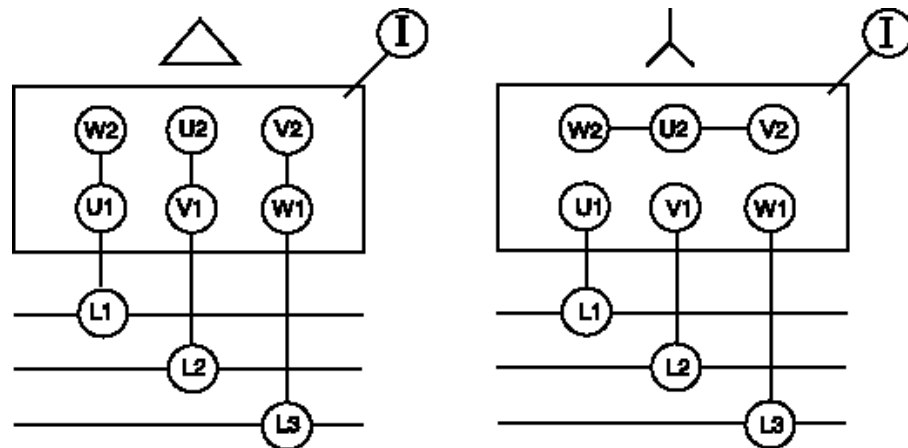 I I
W2 U2 V2 W2 U2 V2
U1 V1 W1 U1 V1 W1
L1 L1
L2 L2
L3 L3